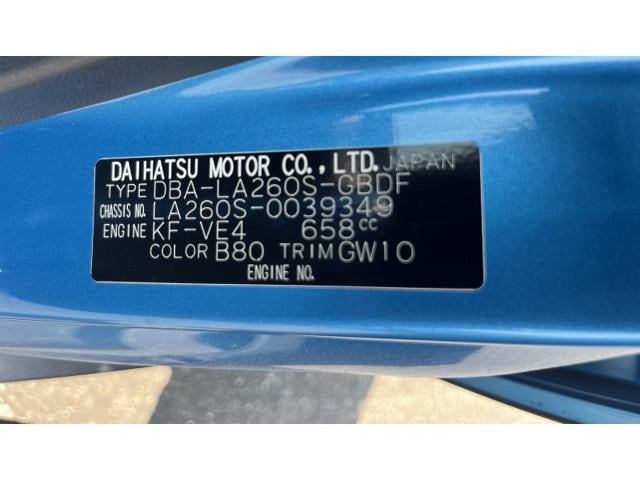 DAIHATSU MOTOR CO., LTD. JAPAN
TYPE DBA-LA260S-GBDF
CHASSIS NO. LA260S-0039349
ENGINE KF-VE4 658cc
COLOR B80 TRIM GW10
ENGINE NO.